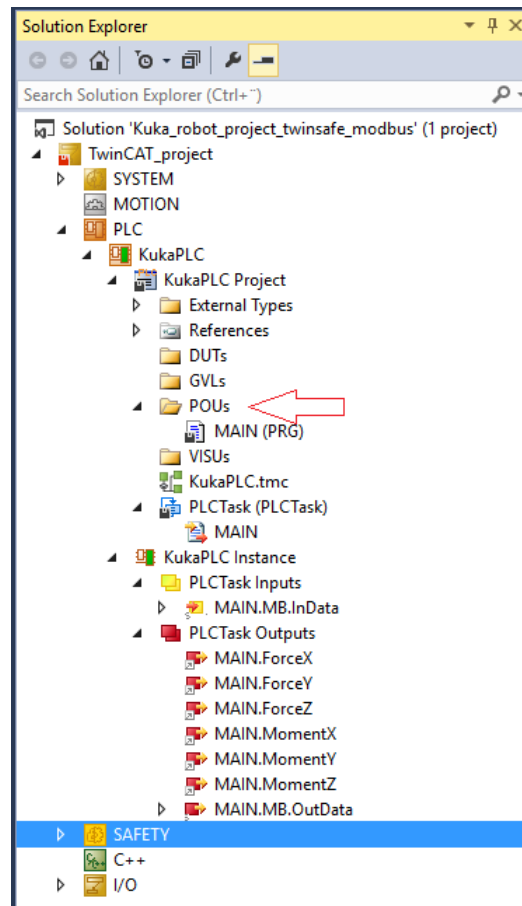 Solution Explorer
Search Solution Explorer (Ctrl+¨)
Solution 'Kuka_robot_project_twinsafe_modbus' (1 project)
TwinCAT_project
SYSTEM
MOTION
PLC
KukaPLC
KukaPLC Project
External Types
References
DUTs
GVLs
POUs
MAIN (PRG)
VISUs
KukaPLC.tmc
PLCTask (PLCTask)
MAIN
KukaPLC Instance
PLCTask Inputs
MAIN.MB.InData
PLCTask Outputs
MAIN.ForceX
MAIN.ForceY
MAIN.ForceZ
MAIN.MomentX
MAIN.MomentY
MAIN.MomentZ
MAIN.MB.OutData
SAFETY
C++
I/O